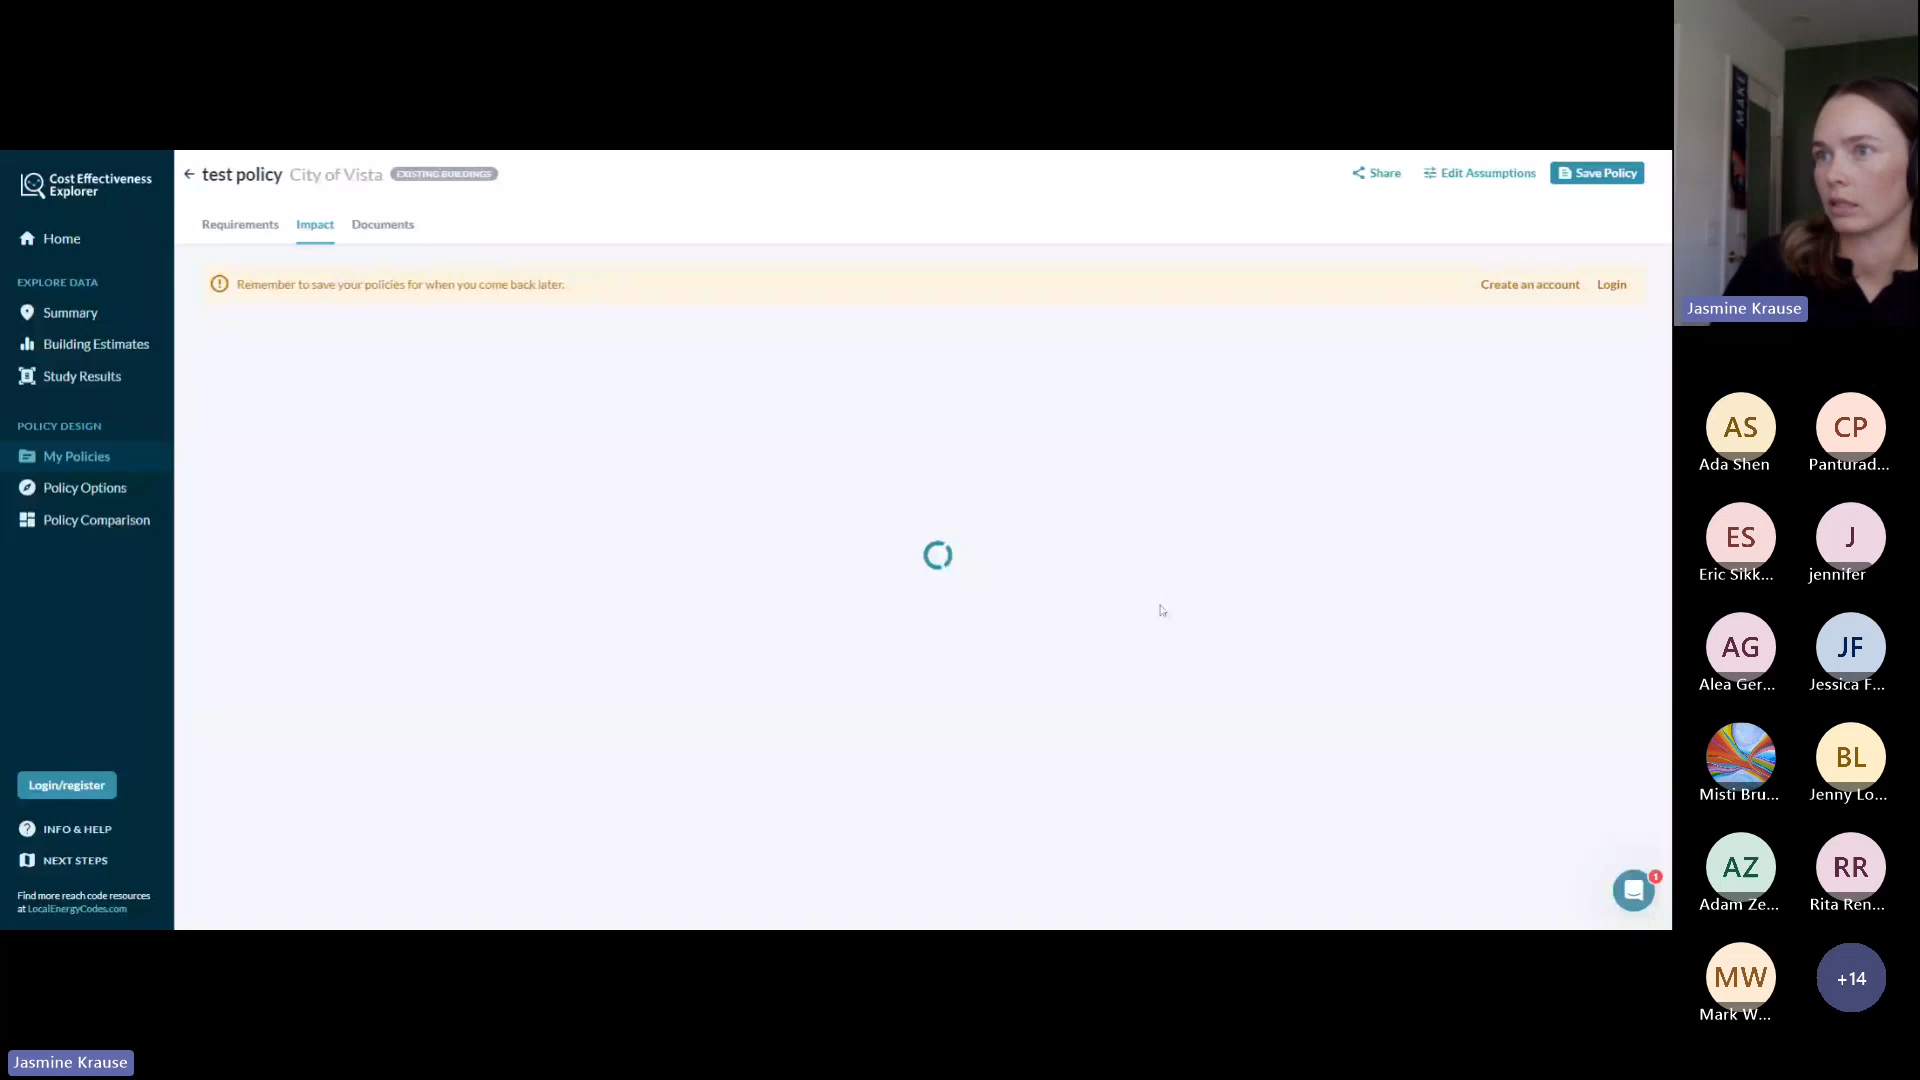 Cost Effectiveness
Explorer
Home
EXPLORE DATA
Summary
Building Estimates
Study Results
POLICY DESIGN
My Policies
Policy Options
Policy Comparison
Login/register
INFO & HELP
NEXT STEPS
Find more reach code resources
at LocalEnergyCodes.com
test policy City of Vista EXISTING BUILDINGS
Share Edit Assumptions Save Policy
Requirements Impact Documents
Remember to save your policies for when you come back later. Create an account Login
1
MAKE
Jasmine Krause
AS
Ada Shen
CP
Panturad...
ES
Eric Sikk...
J
jennifer
AG
Alea Ger...
JF
Jessica F...
Misti Bru...
BL
Jenny Lo...
AZ
Adam Ze...
RR
Rita Ren...
MW
Mark W...
+14
Jasmine Krause